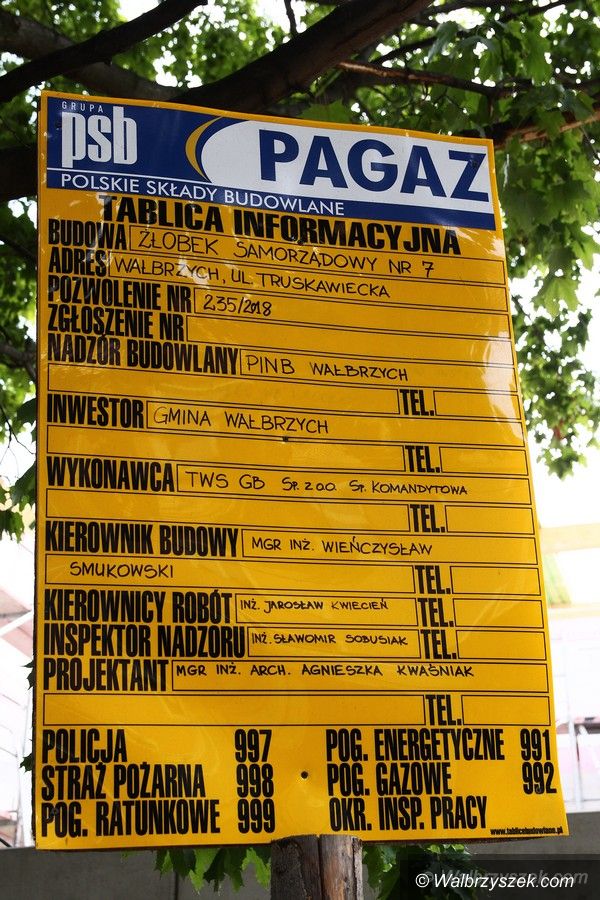 GRUPA
psb
PAGAZ
POLSKIE SKŁADY BUDOWLANE
TABLICA INFORMACYJNA
BUDOWA ŻŁOBEK SAMORZĄDOWY NR 7
ADRES WAŁBRZYCH, UL. TRUSKAWIECKA
POZWOLENIE NR 235/2018
ZGŁOSZENIE NR
NADZÓR BUDOWLANY PINB WAŁBRZYCH
TEL.
INWESTOR GMINA WAŁBRZYCH
TEL.
WYKONAWCA TWS GB Sp. z o.o. Sp. KOMANDYTOWA
TEL.
KIEROWNIK BUDOWY MGR INŻ. WIEŃCZYSŁAW
SMUKOWSKI TEL.
KIEROWNICY ROBÓT INŻ. JAROSŁAW KWIECIEŃ TEL.
INSPEKTOR NADZORU INŻ. SŁAWOMIR SOBUSIAK TEL.
PROJEKTANT MGR INŻ. ARCH. AGNIESZKA KWAŚNIAK
TEL.
POLICJA 997 POG. ENERGETYCZNE 991
STRAŻ POŻARNA 998 POG. GAZOWE 992
POG. RATUNKOWE 999 OKR. INSP. PRACY
www.tablicebudowlane.pl
© Walbrzyszek.com